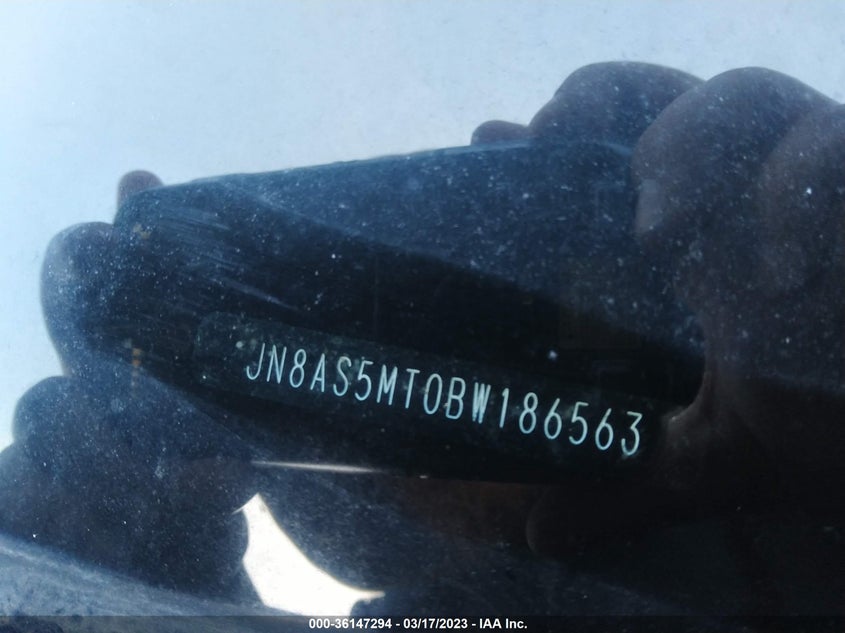 JN8AS5MT0BW186563
000-36147294 - 03/17/2023 - IAA Inc.